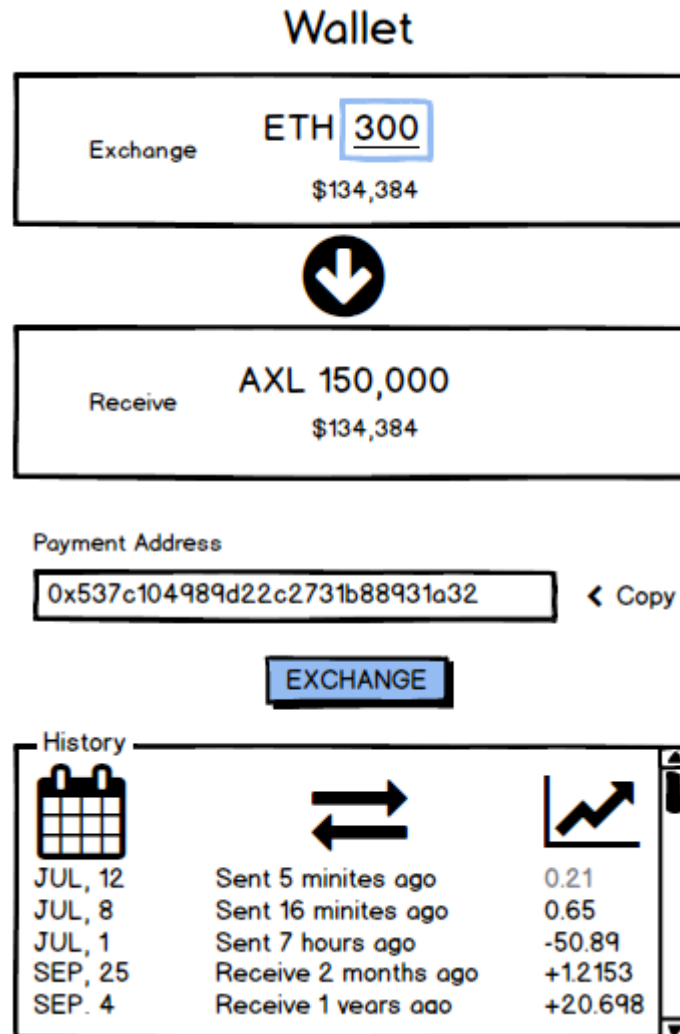 Wallet
Exchange
ETH 300
$134,384
Receive
AXL 150,000
$134,384
Payment Address
0x537c104989d22c2731b88931a32
Copy
EXCHANGE
History
JUL, 12 Sent 5 minites ago 0.21
JUL, 8 Sent 16 minites ago 0.65
JUL, 1 Sent 7 hours ago -50.89
SEP, 25 Receive 2 months ago +1.2153
SEP. 4 Receive 1 years ago +20.698